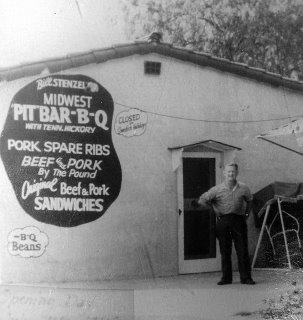 Bill STENZEL
MIDWEST
PIT BAR-B-Q
WITH TENN. HICKORY
PORK SPARE RIBS
BEEF and PORK
By The Pound
Original Beef & Pork
SANDWICHES
CLOSED
B-Q
Beans